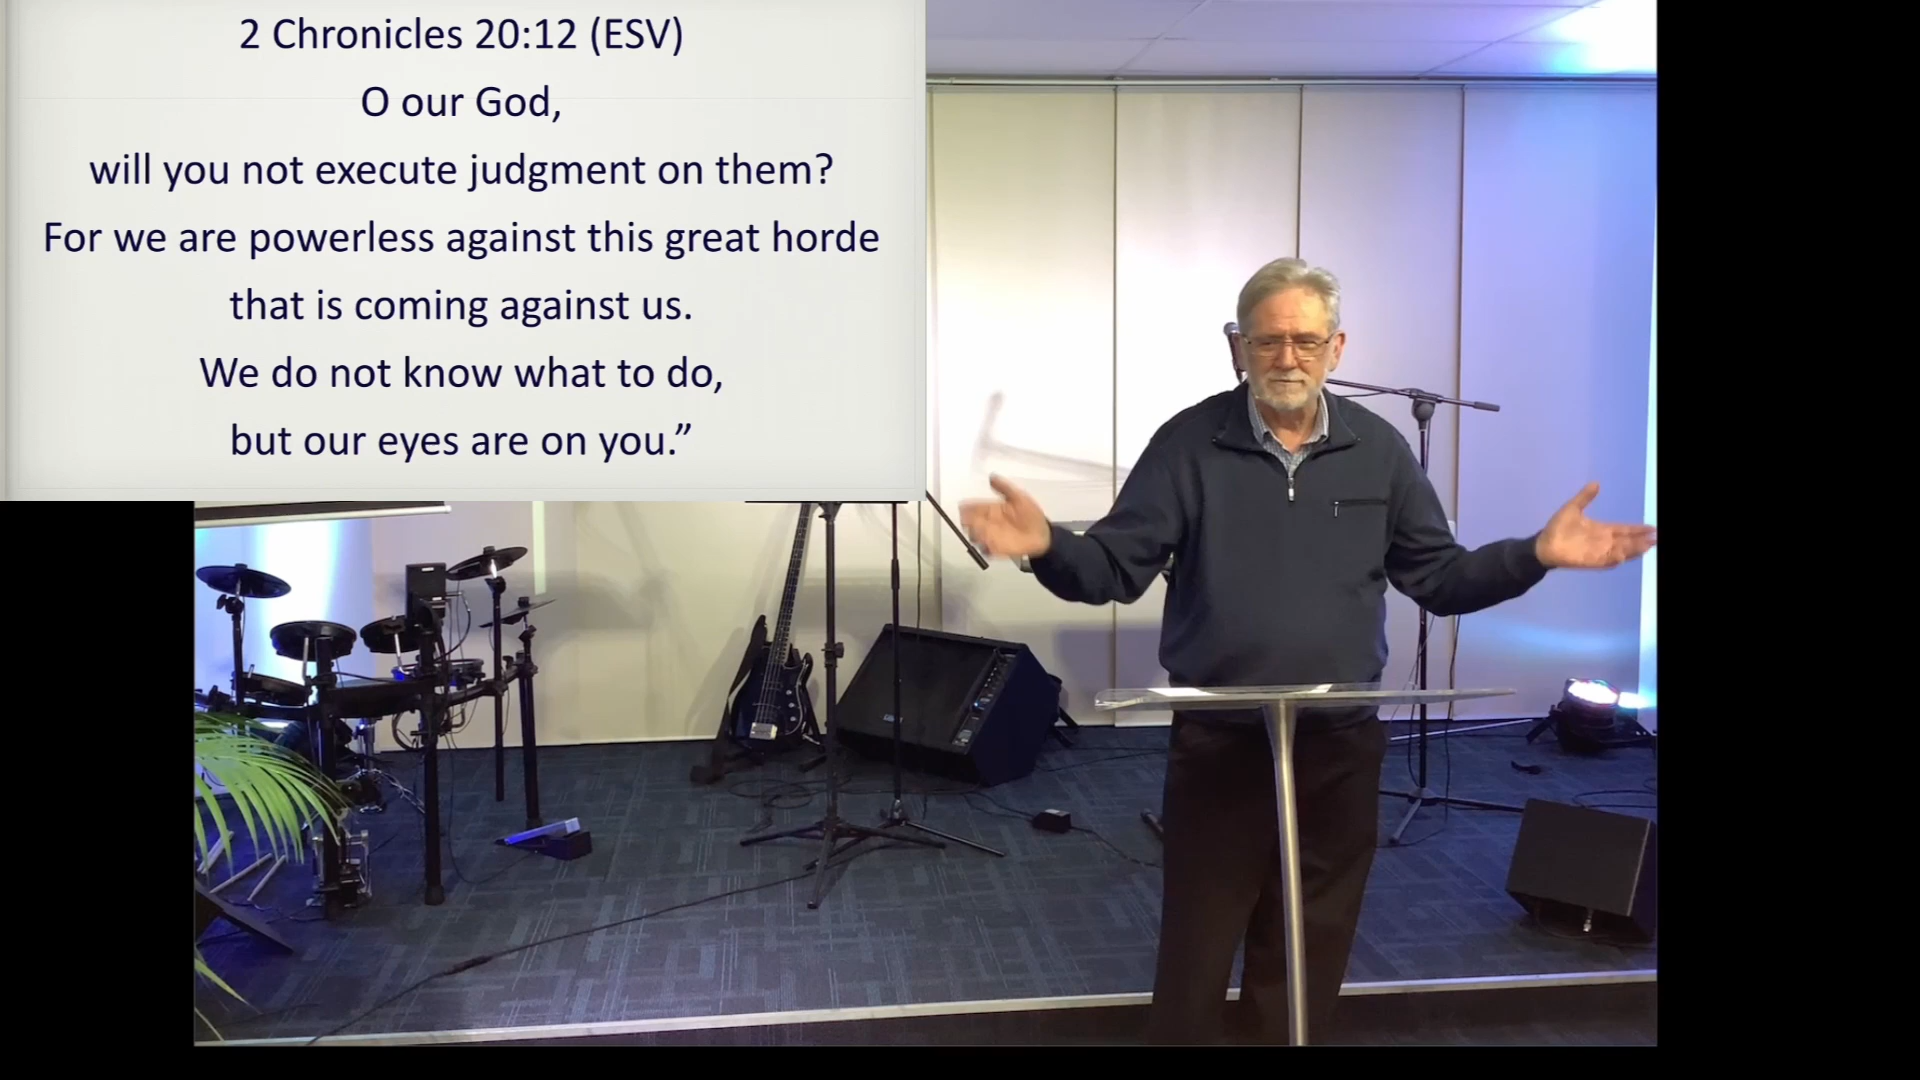 2 Chronicles 20:12 (ESV)
O our God,
will you not execute judgment on them?
For we are powerless against this great horde
that is coming against us.
We do not know what to do,
but our eyes are on you.”